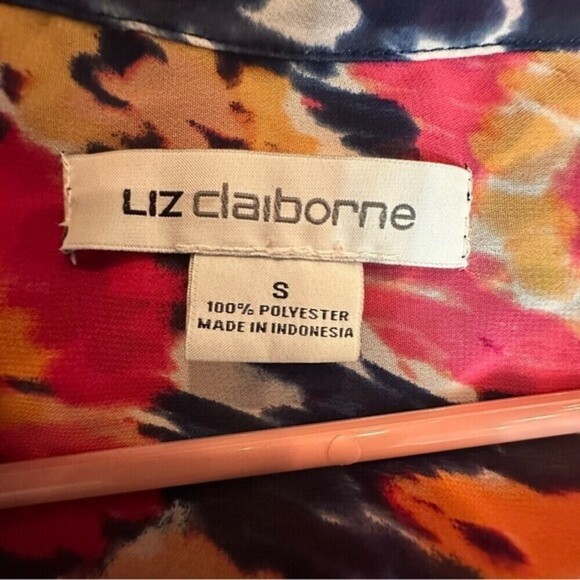 LIZ claiborne
S
100% POLYESTER
MADE IN INDONESIA